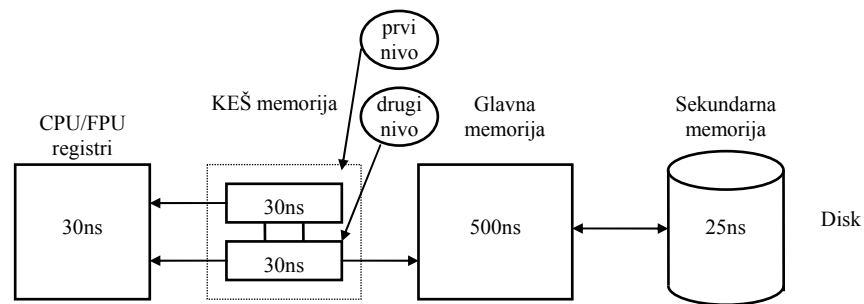 prvi
nivo
KEŠ memorija
drugi
nivo
Glavna
memorija
Sekundarna
memorija
CPU/FPU
registri
30ns
30ns
30ns
500ns
25ns
Disk